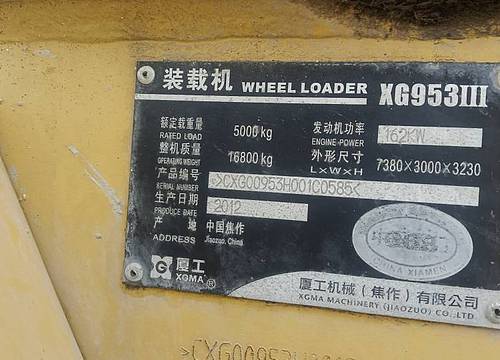 装载机 WHEEL LOADER XG953III
额定载重量 5000kg 发动机功率 162KW
RATED LOAD ENGINE-POWER
整机质量 16800kg 外形尺寸 7380×3000×3230
OPERATING WEIGHT L×W×H
产品编号 >CXG00953H001C0585<
SERIAL NUMBER
生产日期 2012
PRODUCE DATE
产 地 中国焦作
ADDRESS Jiaozuo, China
CHINA XIAMEN
厦工 XGMA ®
厦工机械(焦作)有限公司
XGMA MACHINERY (JIAOZUO) CO.,LTD